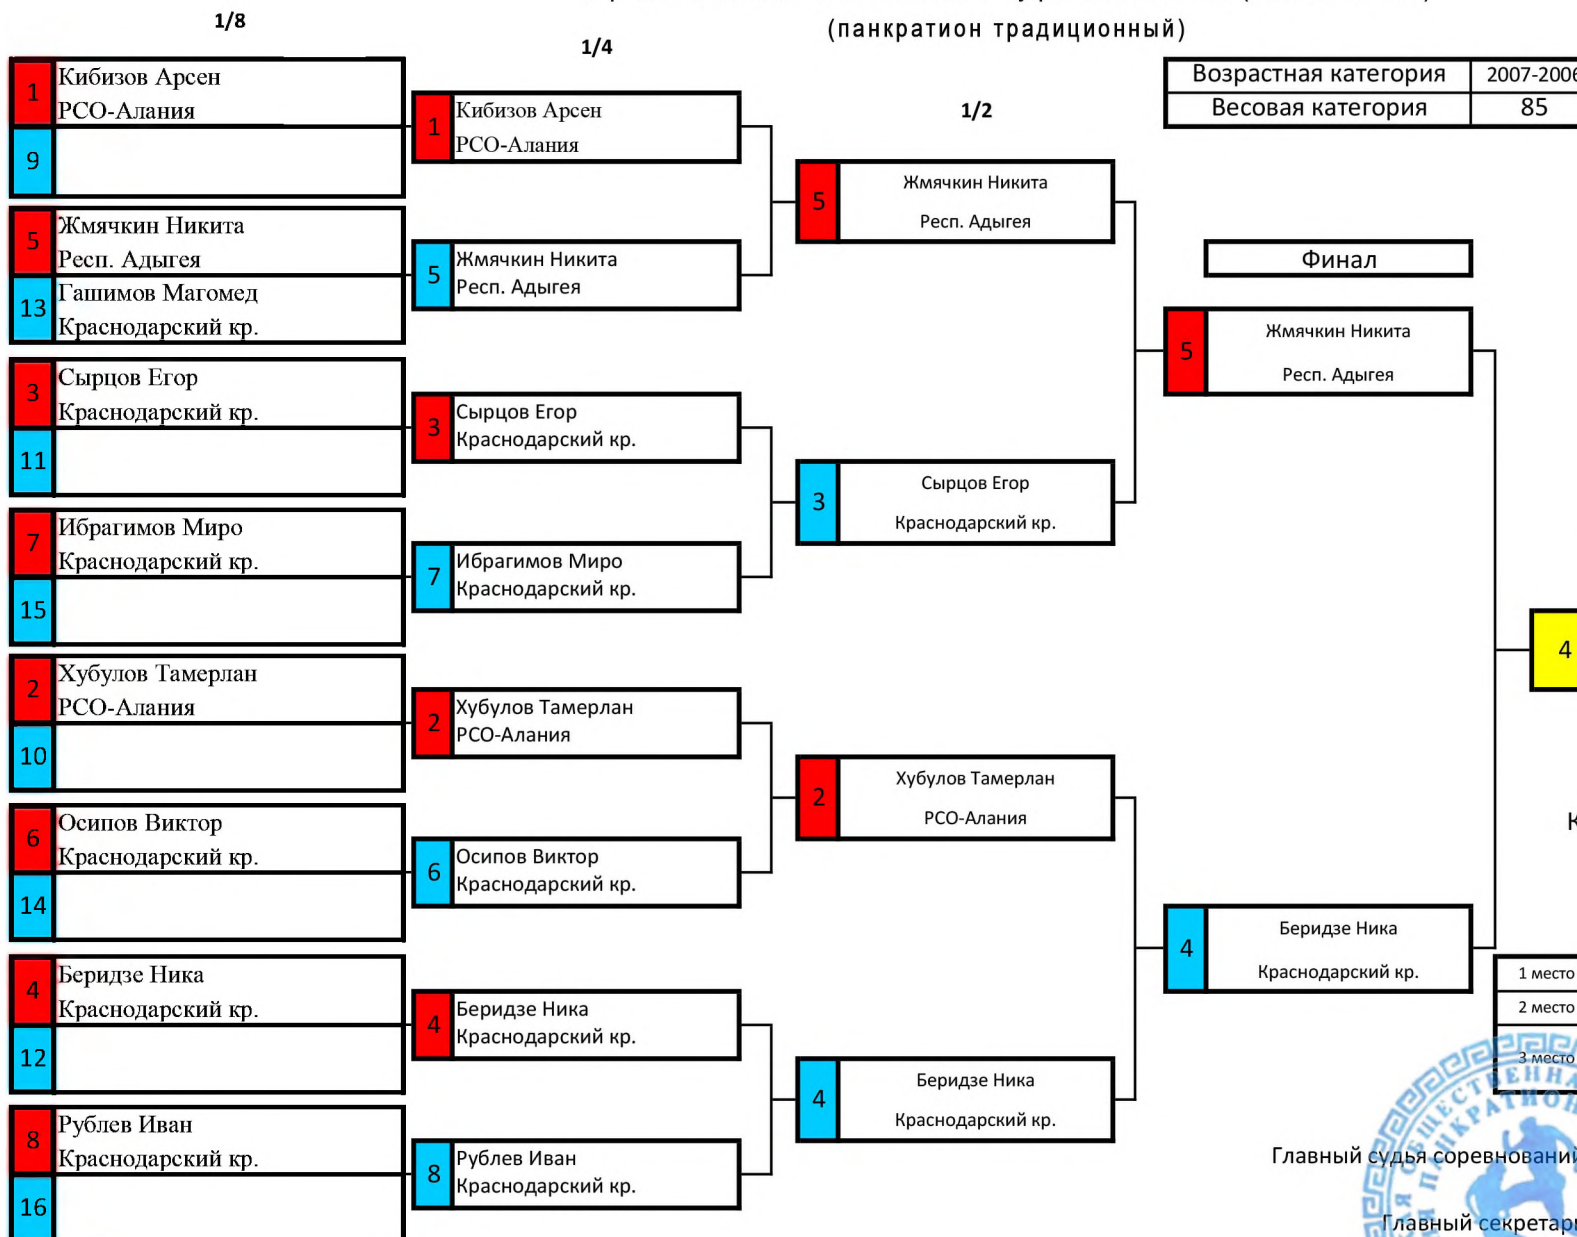 (панкратион традиционный)
1/8
1/4
1/2
Возрастная категория 2007-2006
Весовая категория 85
1 Кибизов Арсен
РСО-Алания
9
5 Жмячкин Никита
Респ. Адыгея
13 Гашимов Магомед
Краснодарский кр.
3 Сырцов Егор
Краснодарский кр.
11
7 Ибрагимов Миро
Краснодарский кр.
15
2 Хубулов Тамерлан
РСО-Алания
10
6 Осипов Виктор
Краснодарский кр.
14
4 Беридзе Ника
Краснодарский кр.
12
8 Рублев Иван
Краснодарский кр.
16
1 Кибизов Арсен
РСО-Алания
5 Жмячкин Никита
Респ. Адыгея
3 Сырцов Егор
Краснодарский кр.
7 Ибрагимов Миро
Краснодарский кр.
2 Хубулов Тамерлан
РСО-Алания
6 Осипов Виктор
Краснодарский кр.
4 Беридзе Ника
Краснодарский кр.
8 Рублев Иван
Краснодарский кр.
5 Жмячкин Никита
Респ. Адыгея
3 Сырцов Егор
Краснодарский кр.
2 Хубулов Тамерлан
РСО-Алания
4 Беридзе Ника
Краснодарский кр.
Финал
5 Жмячкин Никита
Респ. Адыгея
4 Беридзе Ника
Краснодарский кр.
4
К
1 место
2 место
3 место
Главный судья соревнований
Главный секретарь